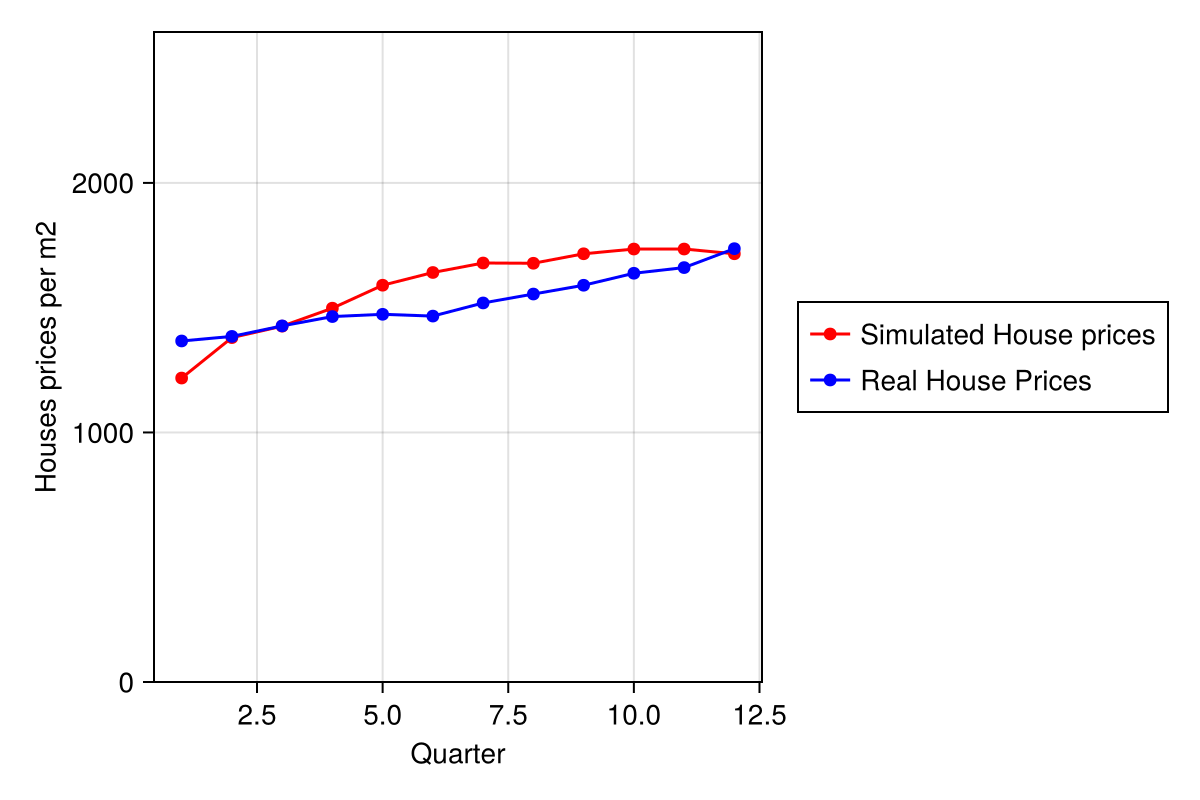 Houses prices per m2
2000
1000
0
2.5 5.0 7.5 10.0 12.5
Quarter
Simulated House prices
Real House Prices